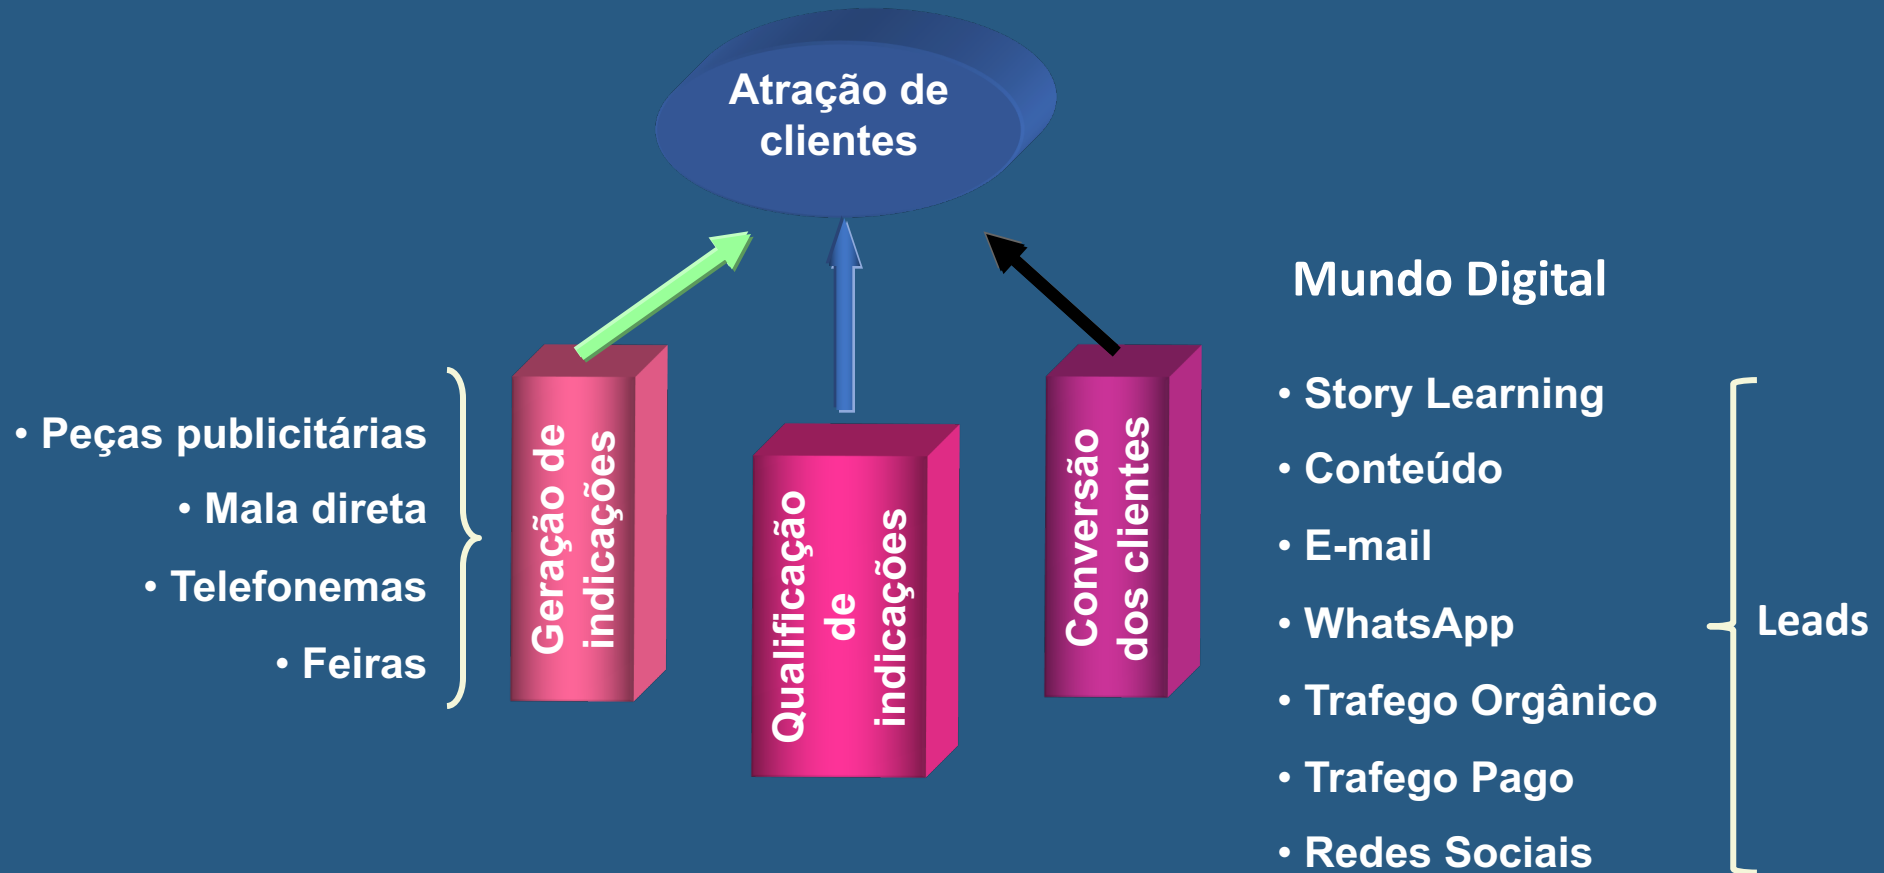 Atração de
clientes
• Peças publicitárias
• Mala direta
• Telefonemas
• Feiras
Geração de
indicações
Qualificação
de
indicações
Conversão
dos clientes
Mundo Digital
• Story Learning
• Conteúdo
• E-mail
• WhatsApp
• Trafego Orgânico
• Trafego Pago
• Redes Sociais
Leads